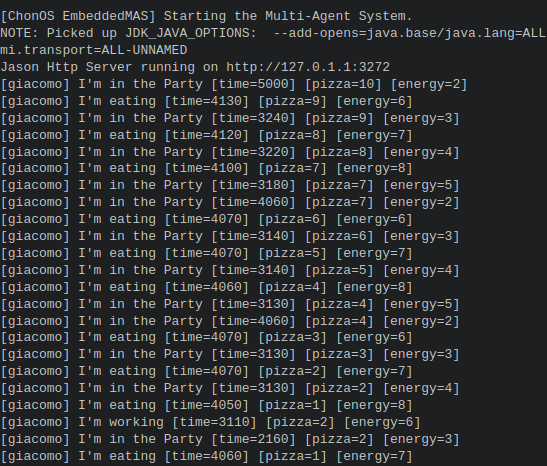 [ChonOS EmbeddedMAS] Starting the Multi-Agent System.
NOTE: Picked up JDK_JAVA_OPTIONS:  --add-opens=java.base/java.lang=ALL
mi.transport=ALL-UNNAMED
Jason Http Server running on http://127.0.1.1:3272
[giacomo] I'm in the Party [time=5000] [pizza=10] [energy=2]
[giacomo] I'm eating [time=4130] [pizza=9] [energy=6]
[giacomo] I'm in the Party [time=3240] [pizza=9] [energy=3]
[giacomo] I'm eating [time=4120] [pizza=8] [energy=7]
[giacomo] I'm in the Party [time=3220] [pizza=8] [energy=4]
[giacomo] I'm eating [time=4100] [pizza=7] [energy=8]
[giacomo] I'm in the Party [time=3180] [pizza=7] [energy=5]
[giacomo] I'm in the Party [time=4060] [pizza=7] [energy=2]
[giacomo] I'm eating [time=4070] [pizza=6] [energy=6]
[giacomo] I'm in the Party [time=3140] [pizza=6] [energy=3]
[giacomo] I'm eating [time=4070] [pizza=5] [energy=7]
[giacomo] I'm in the Party [time=3140] [pizza=5] [energy=4]
[giacomo] I'm eating [time=4060] [pizza=4] [energy=8]
[giacomo] I'm in the Party [time=3130] [pizza=4] [energy=5]
[giacomo] I'm in the Party [time=4060] [pizza=4] [energy=2]
[giacomo] I'm eating [time=4070] [pizza=3] [energy=6]
[giacomo] I'm in the Party [time=3130] [pizza=3] [energy=3]
[giacomo] I'm eating [time=4070] [pizza=2] [energy=7]
[giacomo] I'm in the Party [time=3130] [pizza=2] [energy=4]
[giacomo] I'm eating [time=4050] [pizza=1] [energy=8]
[giacomo] I'm working [time=3110] [pizza=2] [energy=6]
[giacomo] I'm in the Party [time=2160] [pizza=2] [energy=3]
[giacomo] I'm eating [time=4060] [pizza=1] [energy=7]